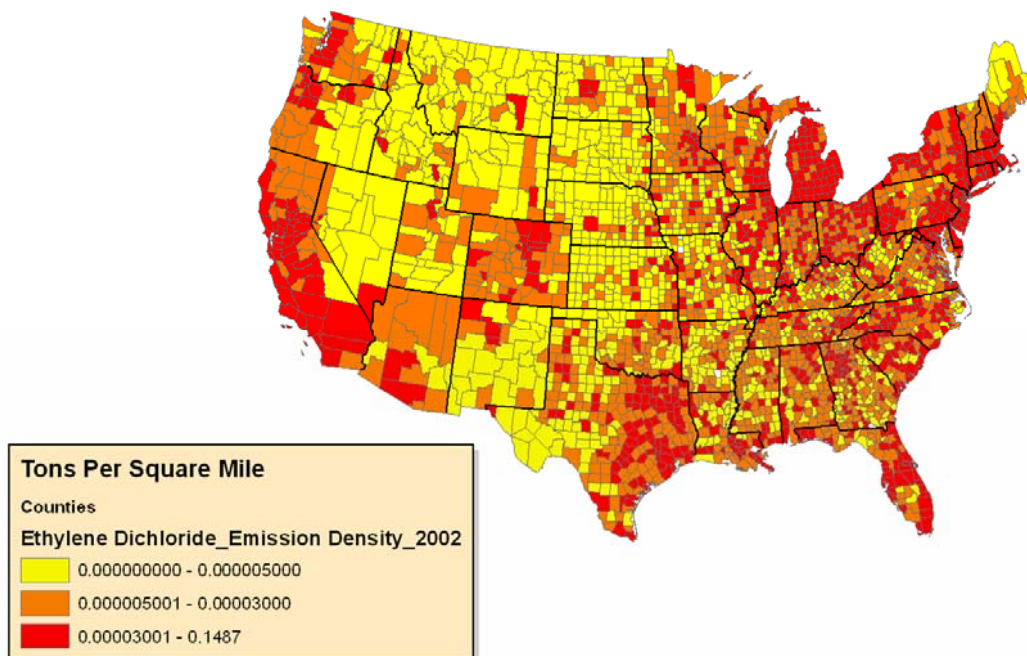 Tons Per Square Mile
Counties
Ethylene Dichloride_Emission Density_2002
0.000000000 - 0.000005000
0.000005001 - 0.00003000
0.00003001 - 0.1487